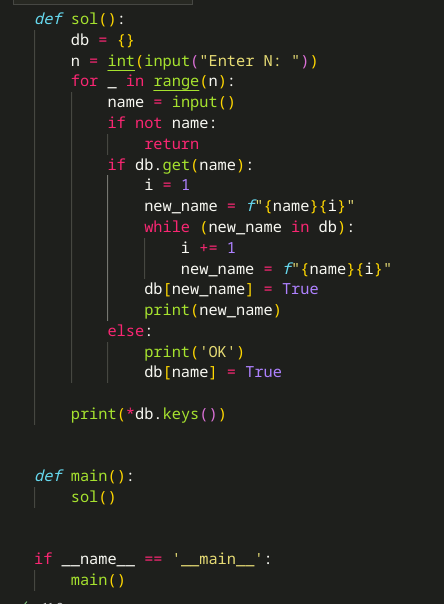 def sol():
    db = {}
    n = int(input("Enter N: "))
    for _ in range(n):
        name = input()
        if not name:
            return
        if db.get(name):
            i = 1
            new_name = f"{name}{i}"
            while (new_name in db):
                i += 1
                new_name = f"{name}{i}"
            db[new_name] = True
            print(new_name)
        else:
            print('OK')
            db[name] = True

    print(*db.keys())


def main():
    sol()


if __name__ == '__main__':
    main()